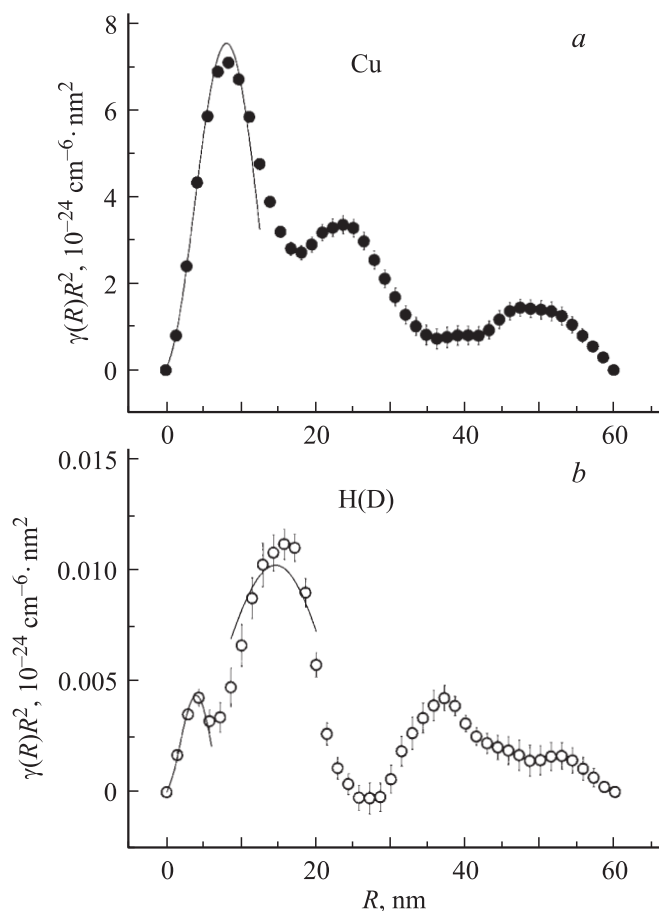 8
a
Cu
6
4
2
0
γ(R)R², 10⁻²⁴ cm⁻⁶·nm²
0 20 40 60
0.015
b
H(D)
0.010
0.005
0
γ(R)R², 10⁻²⁴ cm⁻⁶·nm²
0 20 40 60
R, nm